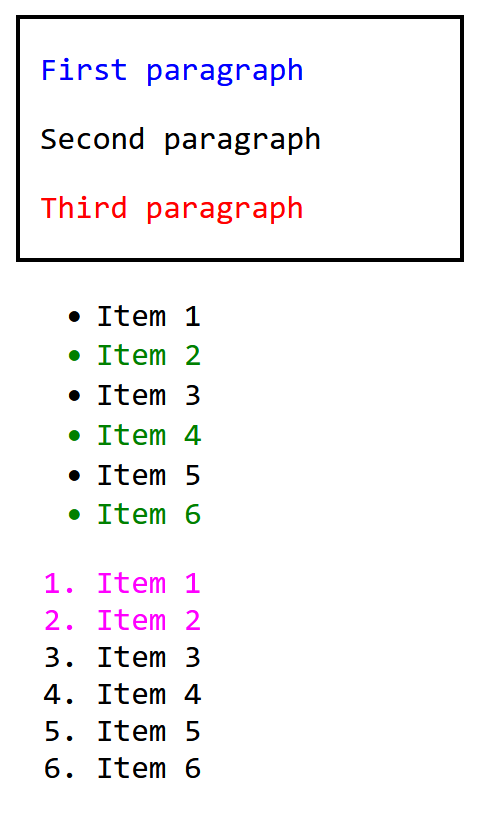 First paragraph
Second paragraph
Third paragraph
• Item 1
• Item 2
• Item 3
• Item 4
• Item 5
• Item 6
1. Item 1
2. Item 2
3. Item 3
4. Item 4
5. Item 5
6. Item 6